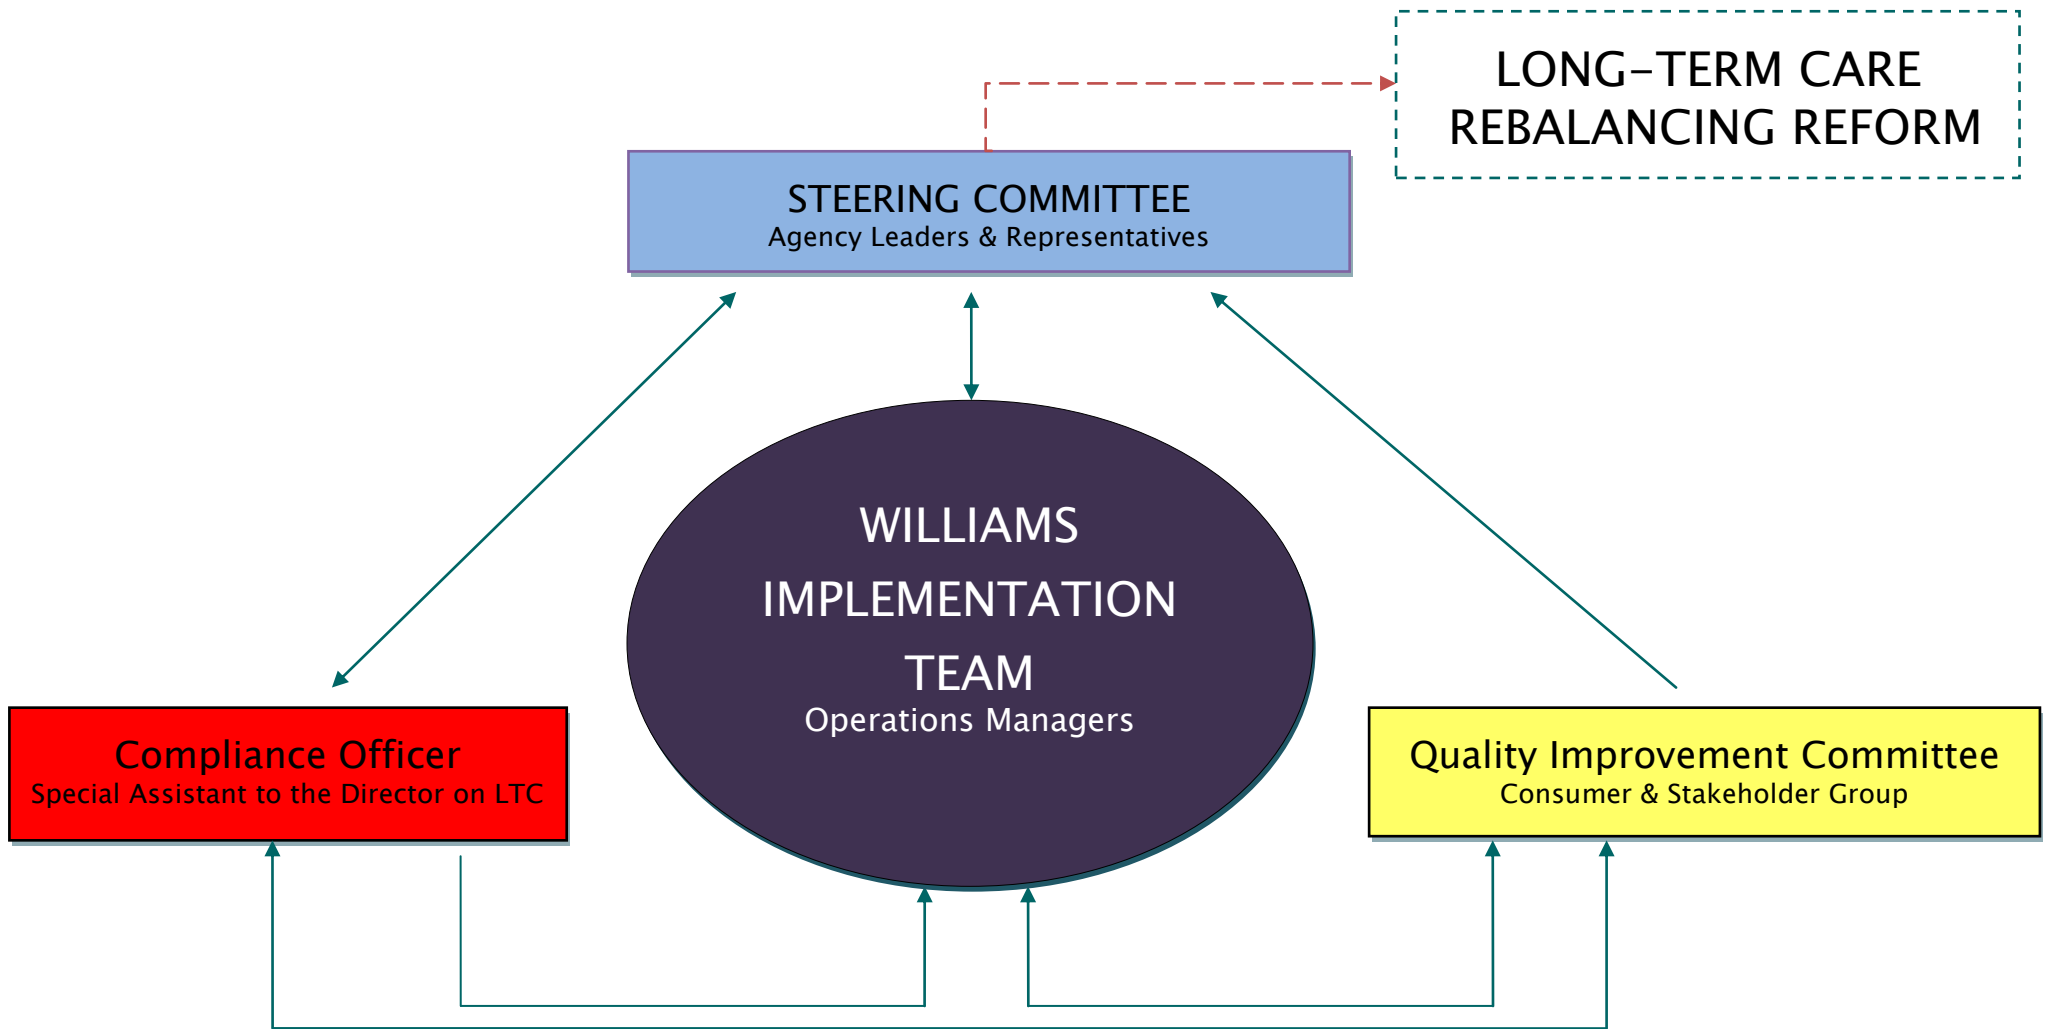 LONG-TERM CARE
REBALANCING REFORM
STEERING COMMITTEE
Agency Leaders & Representatives
WILLIAMS
IMPLEMENTATION
TEAM
Operations Managers
Compliance Officer
Special Assistant to the Director on LTC
Quality Improvement Committee
Consumer & Stakeholder Group